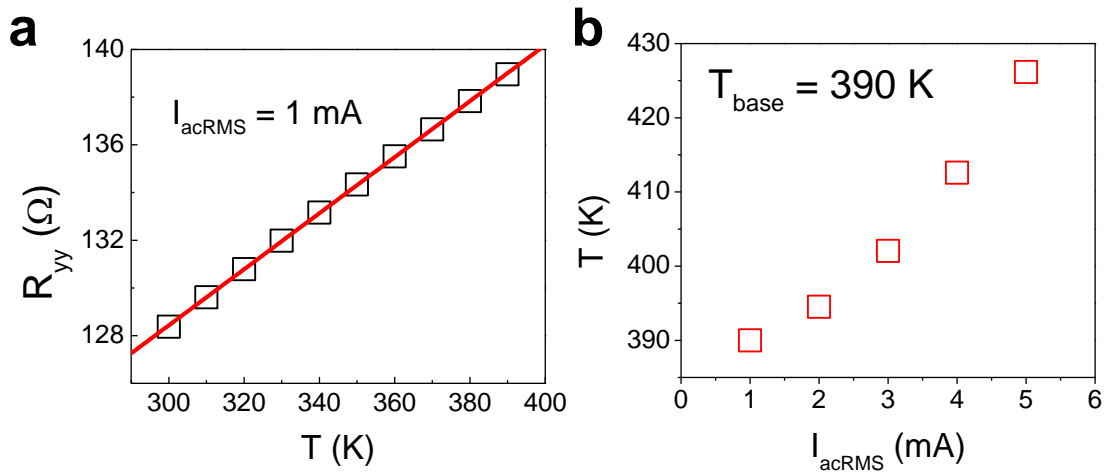 a
140
136
132
128
R_yy (Ω)
I_acRMS = 1 mA
300 320 340 360 380 400
T (K)
b
430
420
410
400
390
T (K)
T_base = 390 K
0 1 2 3 4 5 6
I_acRMS (mA)